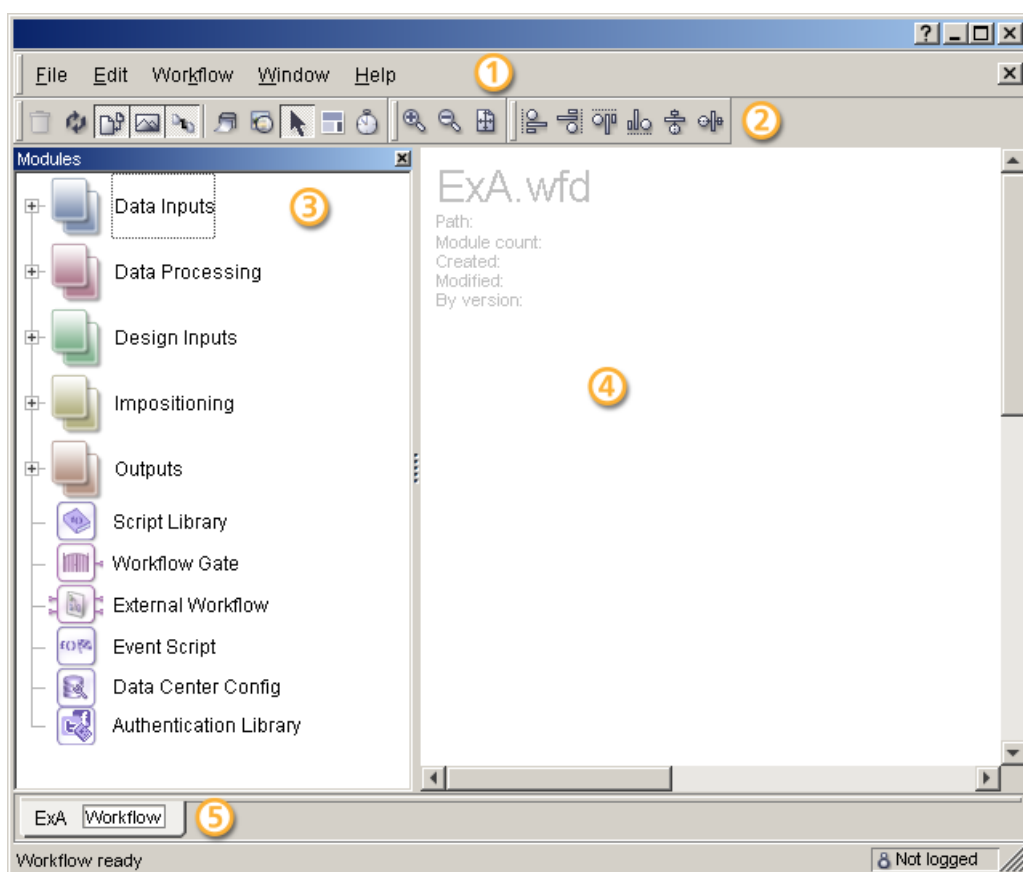 File Edit Workflow Window Help 1
2
Modules
3
Data Inputs
Data Processing
Design Inputs
Impositioning
Outputs
Script Library
Workflow Gate
External Workflow
Event Script
Data Center Config
Authentication Library
ExA.wfd
Path:
Module count:
Created:
Modified:
By version:
4
ExA Workflow 5
Workflow ready
Not logged